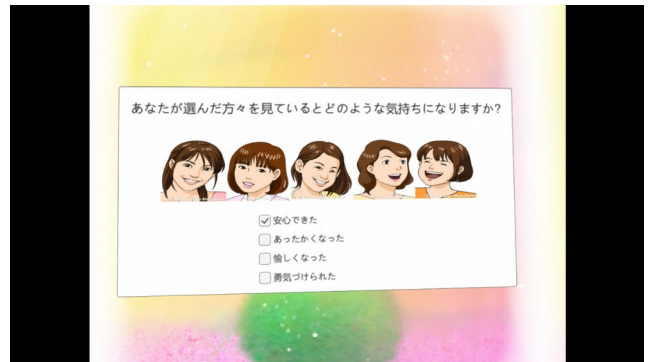 あなたが選んだ方々を見ているとどのような気持ちになりますか?
安心できた
あったかくなった
愉しくなった
勇気づけられた